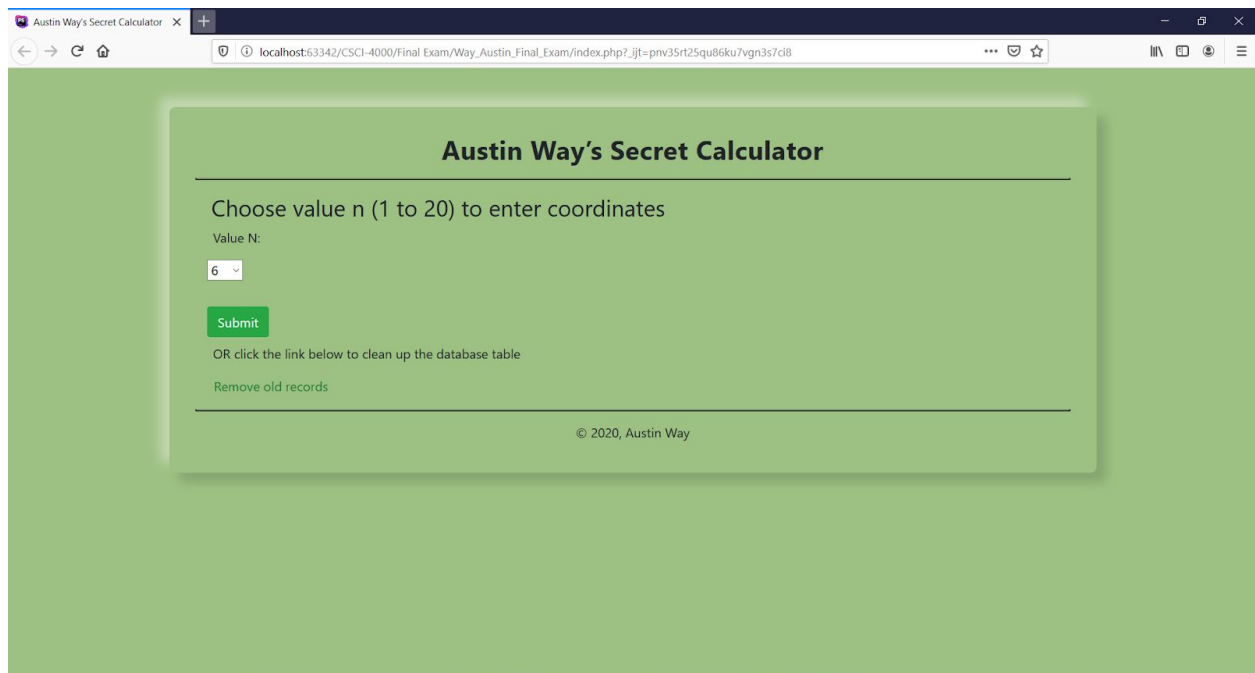 Austin Way's Secret Calculator
localhost:63342/CSCI-4000/Final Exam/Way_Austin_Final_Exam/index.php?_ijt=pnv35rt25qu86ku7vgn3s7ci8
Austin Way's Secret Calculator
Choose value n (1 to 20) to enter coordinates
Value N:
6
Submit
OR click the link below to clean up the database table
Remove old records
© 2020, Austin Way